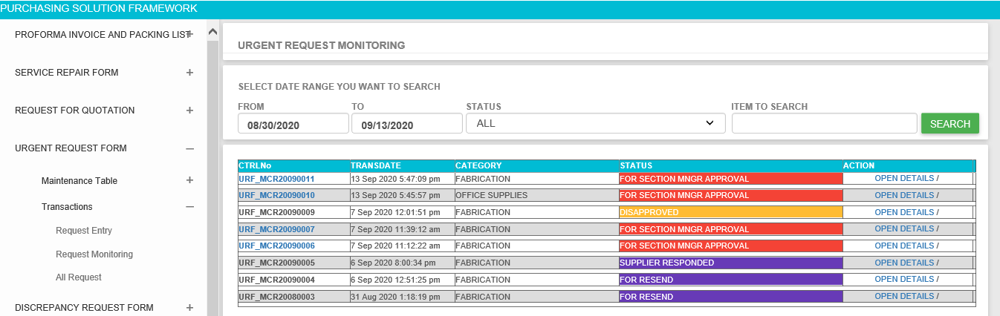 PURCHASING SOLUTION FRAMEWORK
PROFORMA INVOICE AND PACKING LIST +
SERVICE REPAIR FORM +
REQUEST FOR QUOTATION +
URGENT REQUEST FORM —
Maintenance Table +
Transactions —
Request Entry
Request Monitoring
All Request
DISCREPANCY REQUEST FORM +
URGENT REQUEST MONITORING
SELECT DATE RANGE YOU WANT TO SEARCH
FROM TO STATUS ITEM TO SEARCH
08/30/2020 09/13/2020 ALL SEARCH
CTRLNo TRANSDATE CATEGORY STATUS ACTION
URF_MCR20090011 13 Sep 2020 5:47:09 pm FABRICATION FOR SECTION MNGR APPROVAL OPEN DETAILS /
URF_MCR20090010 13 Sep 2020 5:45:57 pm OFFICE SUPPLIES FOR SECTION MNGR APPROVAL OPEN DETAILS /
URF_MCR20090009 7 Sep 2020 12:01:51 pm FABRICATION DISAPPROVED OPEN DETAILS /
URF_MCR20090007 7 Sep 2020 11:39:12 am FABRICATION FOR SECTION MNGR APPROVAL OPEN DETAILS /
URF_MCR20090006 7 Sep 2020 11:12:22 am FABRICATION FOR SECTION MNGR APPROVAL OPEN DETAILS /
URF_MCR20090005 6 Sep 2020 8:00:34 pm FABRICATION SUPPLIER RESPONDED OPEN DETAILS /
URF_MCR20090004 6 Sep 2020 12:51:25 pm FABRICATION FOR RESEND OPEN DETAILS /
URF_MCR20080003 31 Aug 2020 1:18:19 pm FABRICATION FOR RESEND OPEN DETAILS /